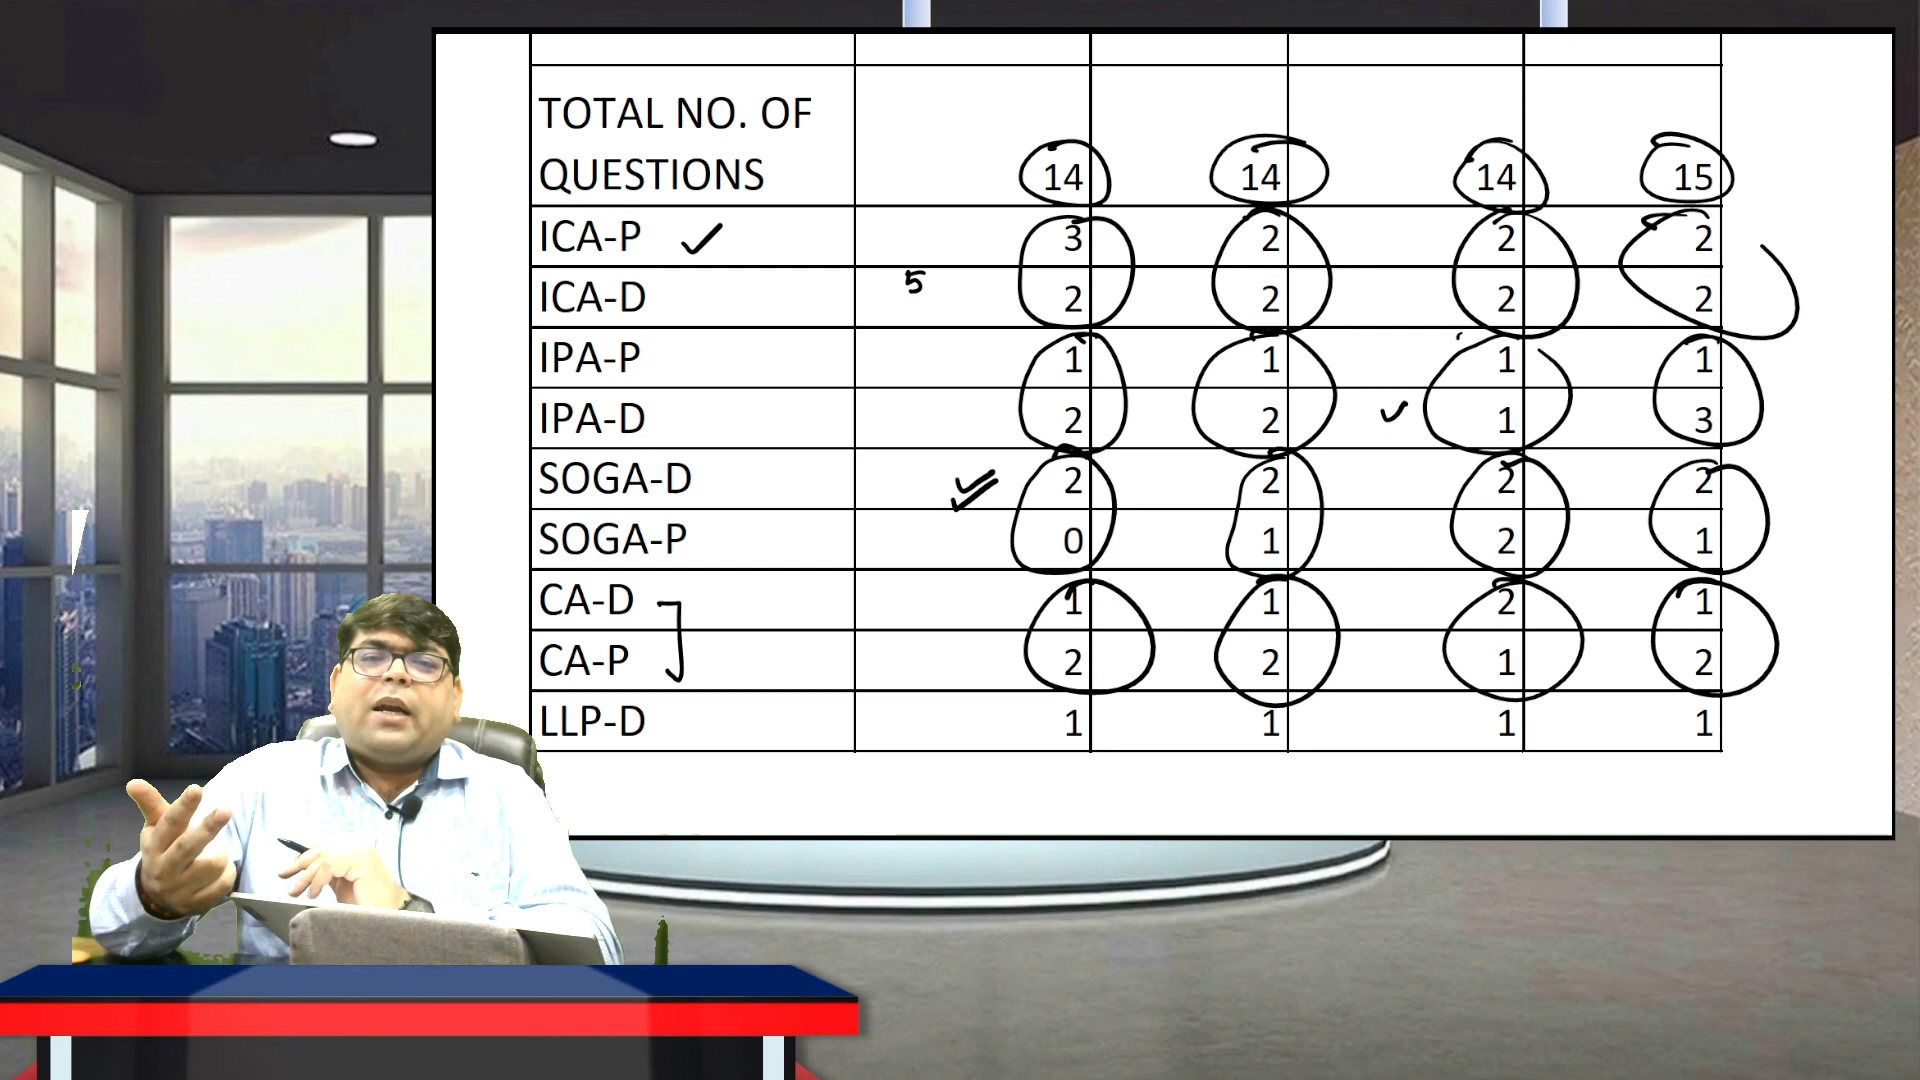 TOTAL NO. OF
QUESTIONS 14 14 14 15
ICA-P 3 2 2 2
5
ICA-D 2 2 2 2
IPA-P 1 1 1 1
IPA-D 2 2 1 3
SOGA-D 2 2 2 2
SOGA-P 0 1 2 1
CA-D 1 1 2 1
CA-P 2 2 1 2
LLP-D 1 1 1 1